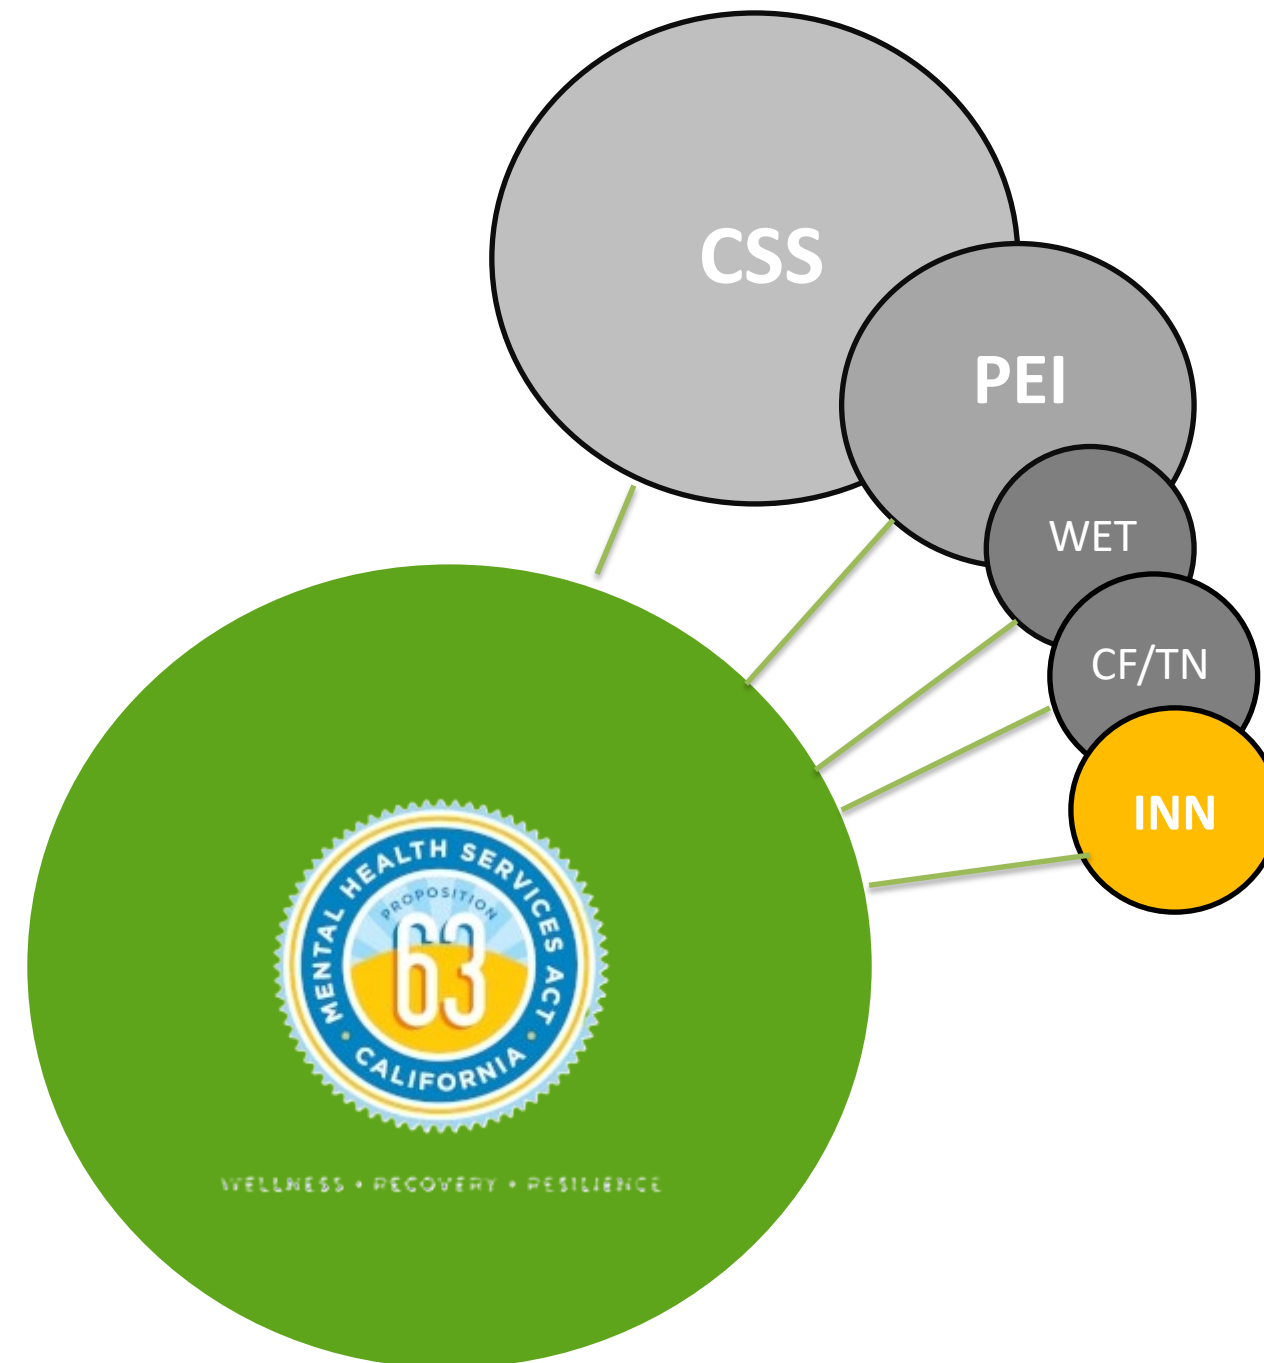 CSS
PEI
WET
CF/TN
INN
MENTAL HEALTH SERVICES ACT
PROPOSITION
63
• CALIFORNIA •
WELLNESS • RECOVERY • RESILIENCE